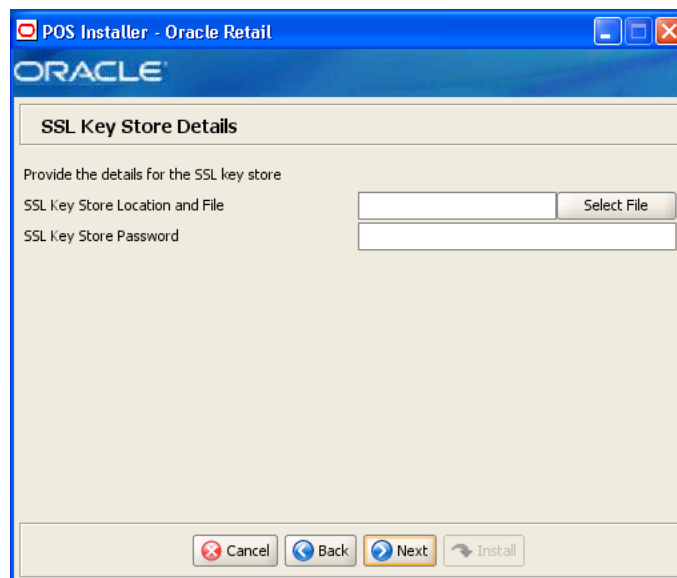 POS Installer - Oracle Retail
ORACLE
SSL Key Store Details
Provide the details for the SSL key store
SSL Key Store Location and File
Select File
SSL Key Store Password
Cancel
Back
Next
Install